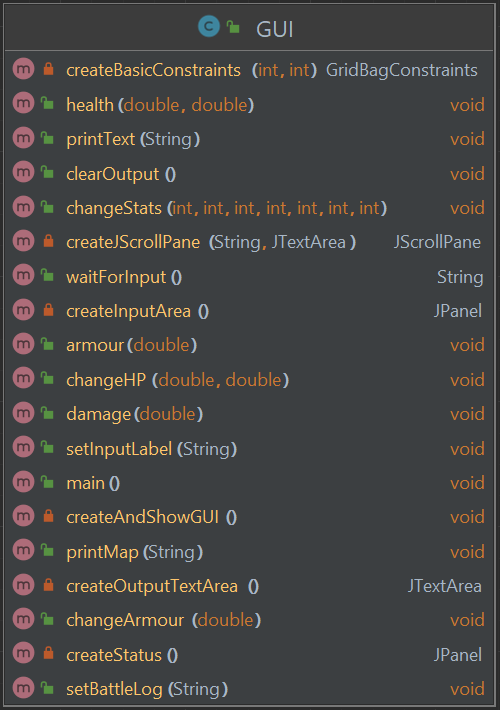 GUI
createBasicConstraints (int, int) GridBagConstraints
health(double, double) void
printText(String) void
clearOutput () void
changeStats(int, int, int, int, int, int, int) void
createJScrollPane (String, JTextArea) JScrollPane
waitForInput() String
createInputArea () JPanel
armour(double) void
changeHP (double, double) void
damage(double) void
setInputLabel(String) void
main() void
createAndShowGUI () void
printMap(String) void
createOutputTextArea () JTextArea
changeArmour (double) void
createStatus() JPanel
setBattleLog(String) void